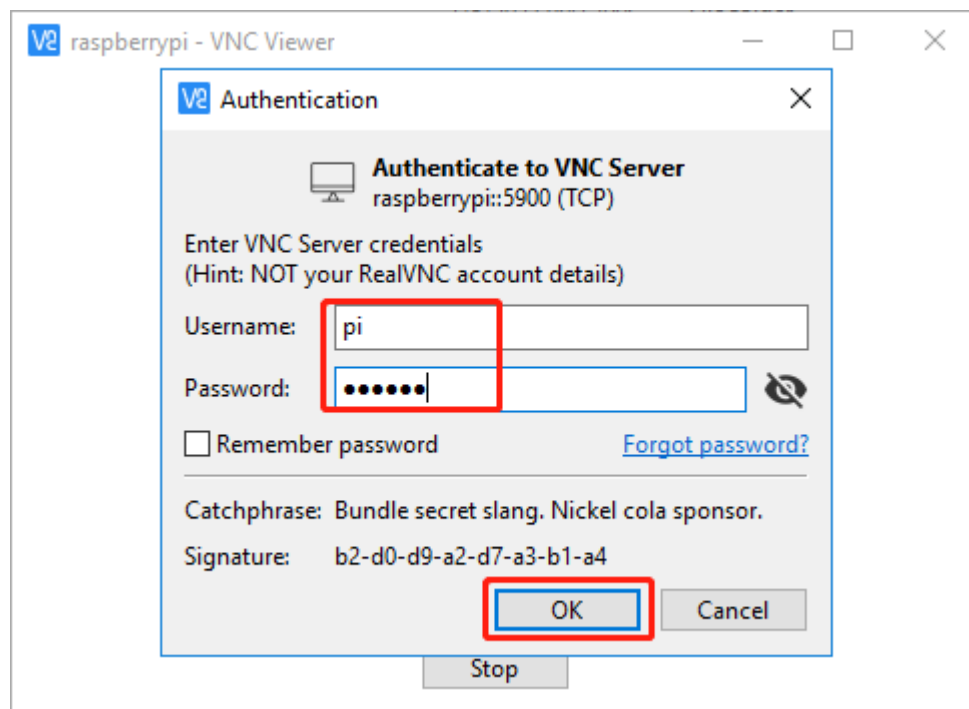 raspberrypi - VNC Viewer
Authentication
Authenticate to VNC Server
raspberrypi::5900 (TCP)
Enter VNC Server credentials
(Hint: NOT your RealVNC account details)
Username: pi
Password: ●●●●●●
Remember password Forgot password?
Catchphrase: Bundle secret slang. Nickel cola sponsor.
Signature: b2-d0-d9-a2-d7-a3-b1-a4
OK Cancel
Stop